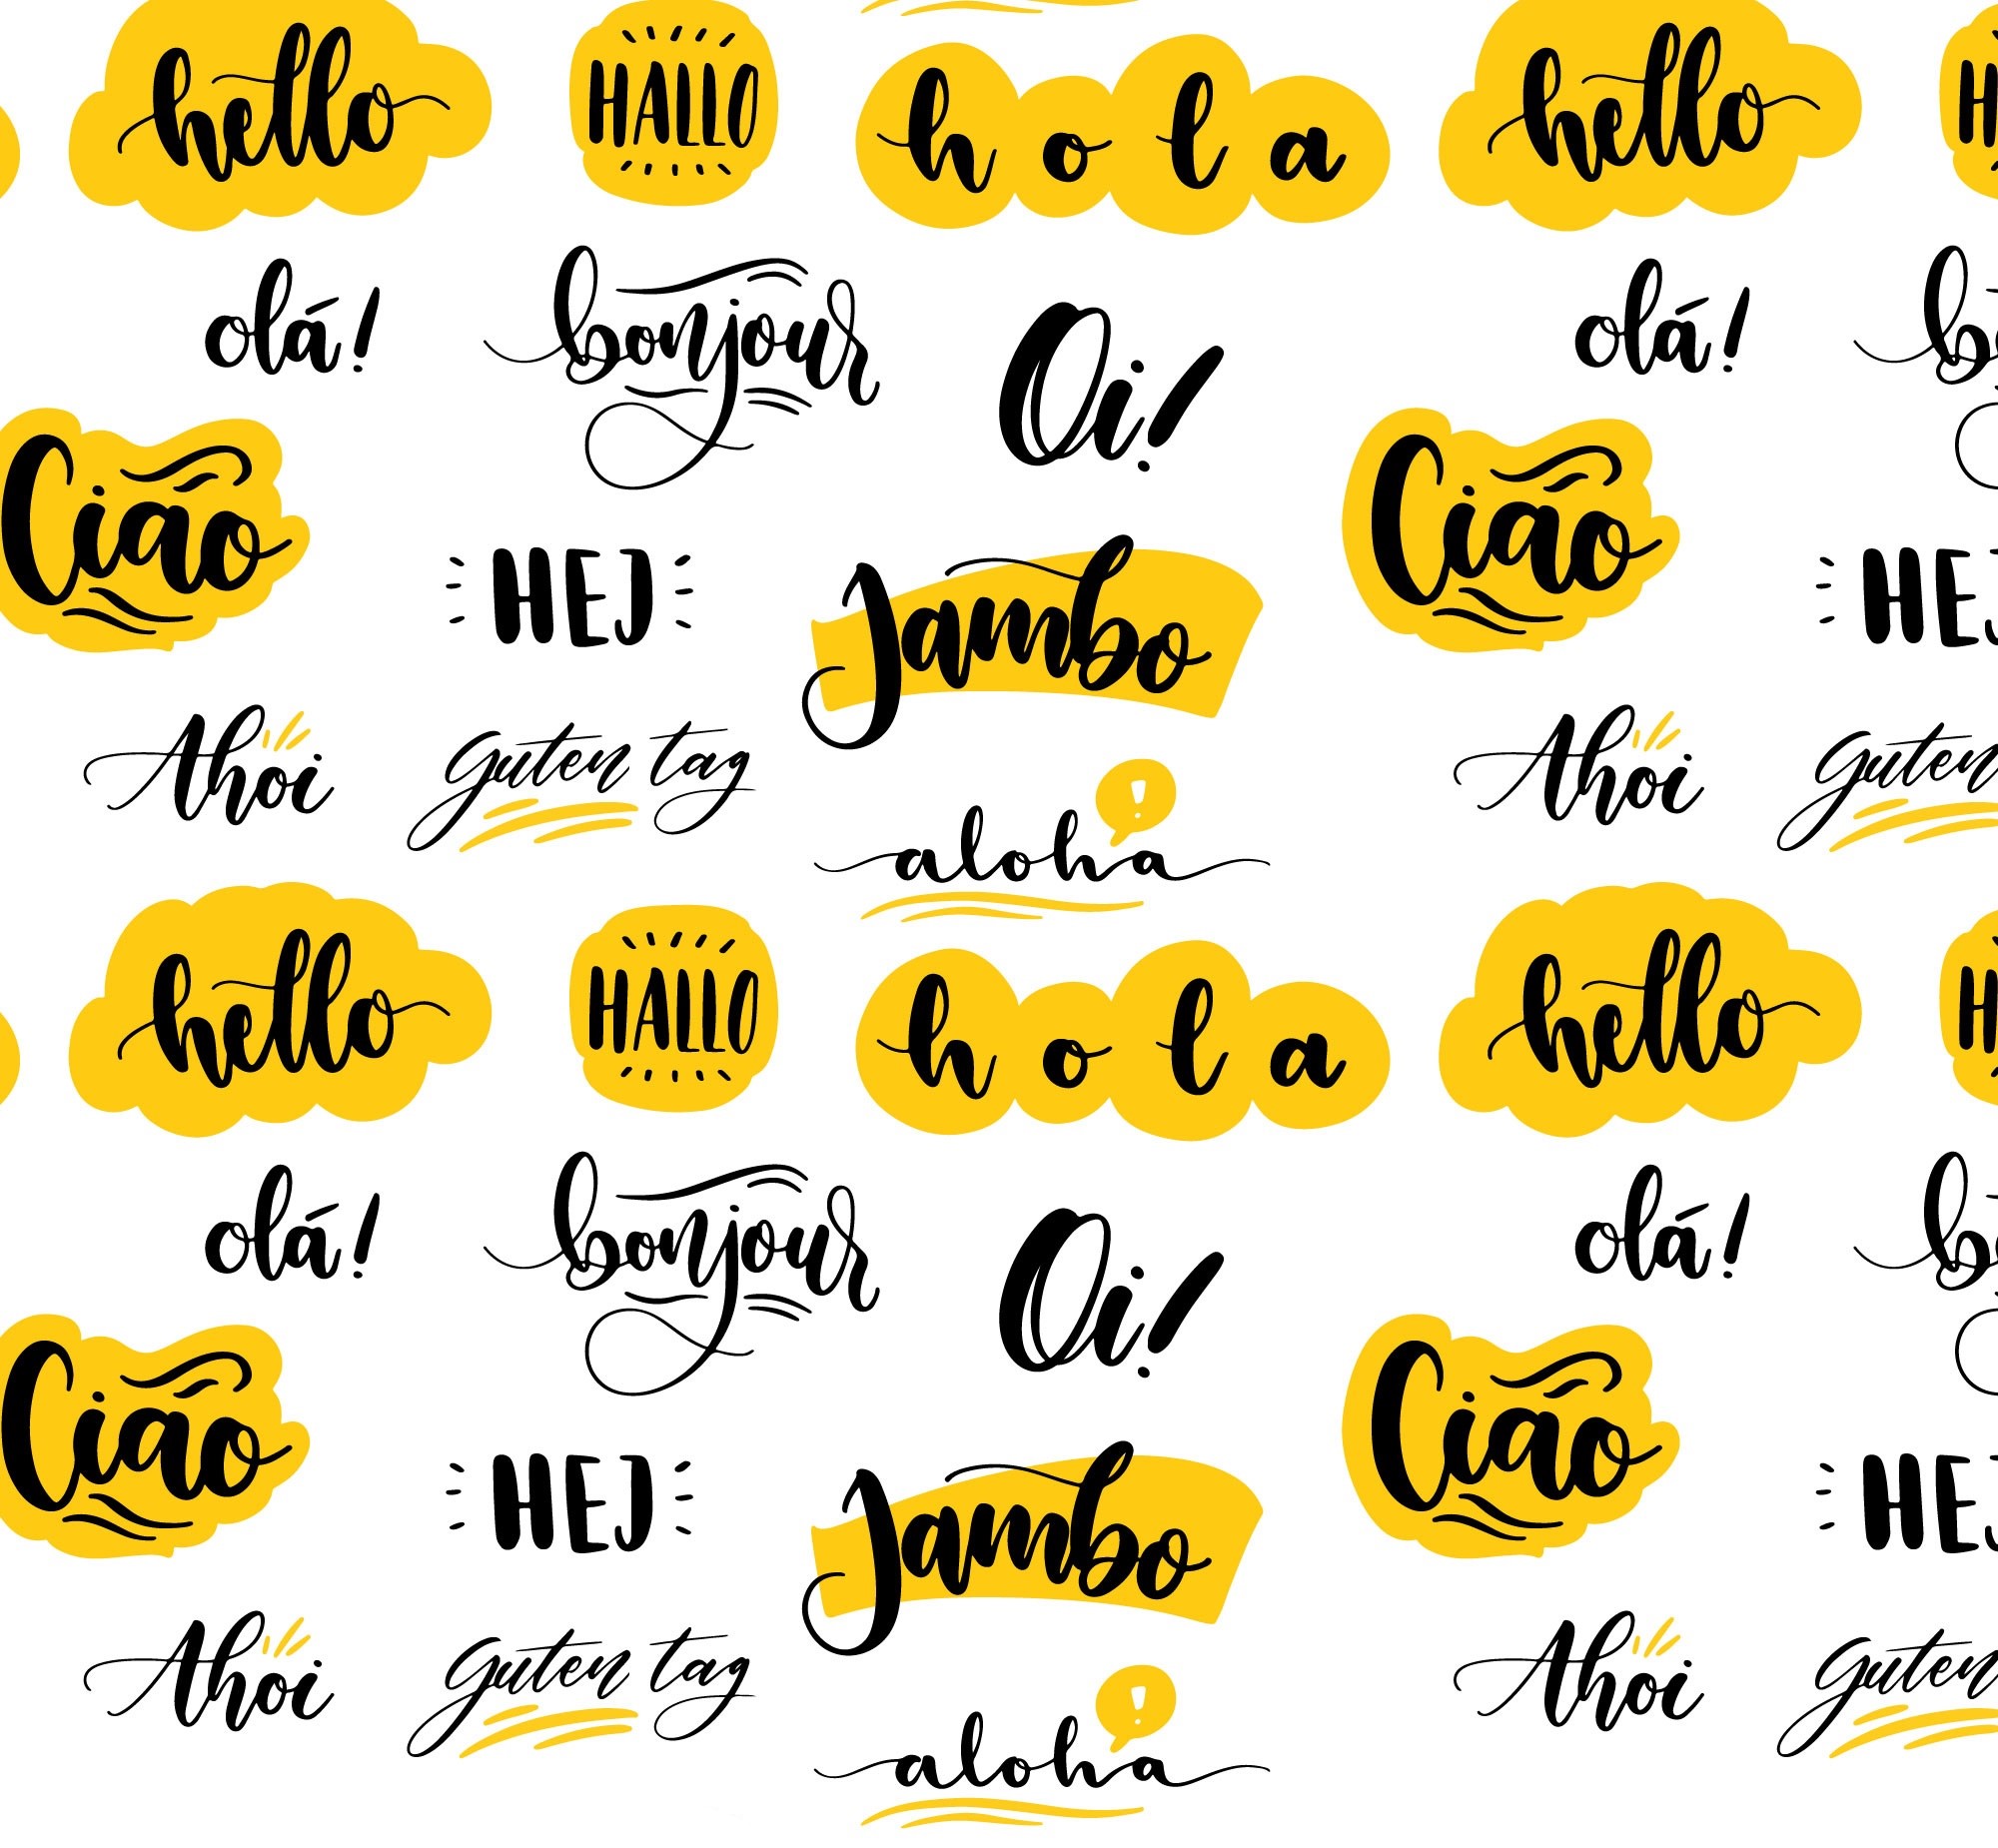 hello HALLO hola hello H
olá! bonjour Oi! olá! b
Ciao HEJ Jambo Ciao HEJ
Ahoi guten tag Ahoi guten
!
aloha
hello HALLO hola hello H
olá! bonjour Oi! olá! b
Ciao HEJ Jambo Ciao HEJ
Ahoi guten tag Ahoi guten
!
aloha